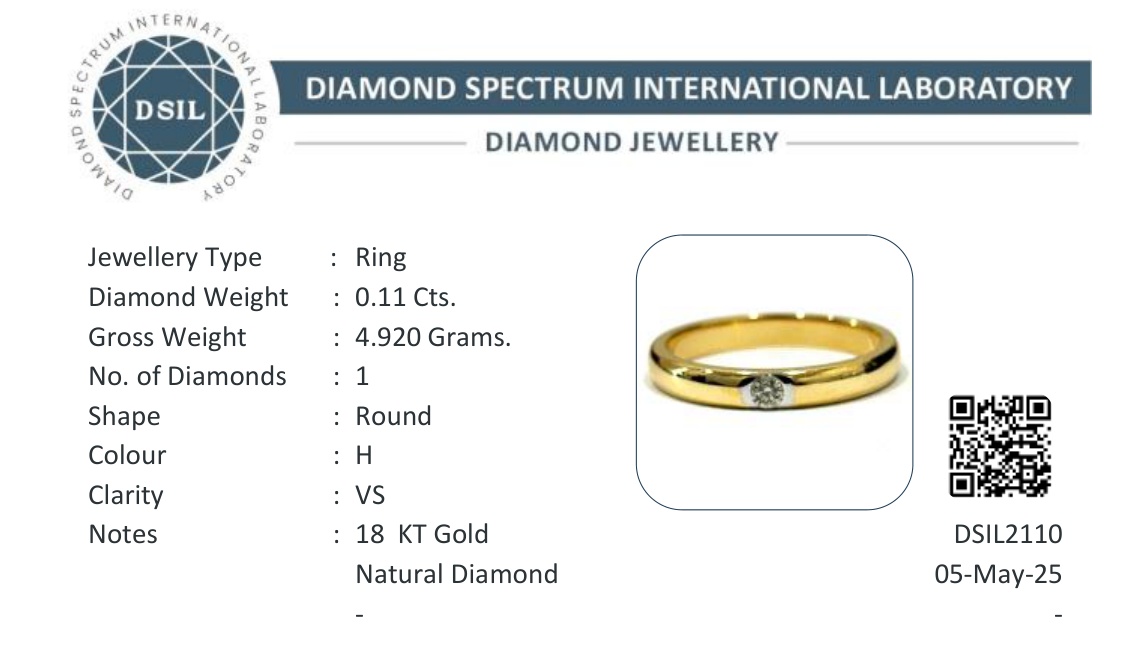 DIAMOND SPECTRUM INTERNATIONAL LABORATORY
DSIL
DIAMOND SPECTRUM INTERNATIONAL LABORATORY
DIAMOND JEWELLERY
Jewellery Type : Ring
Diamond Weight : 0.11 Cts.
Gross Weight : 4.920 Grams.
No. of Diamonds : 1
Shape : Round
Colour : H
Clarity : VS
Notes : 18 KT Gold
Natural Diamond
-
DSIL2110
05-May-25
-